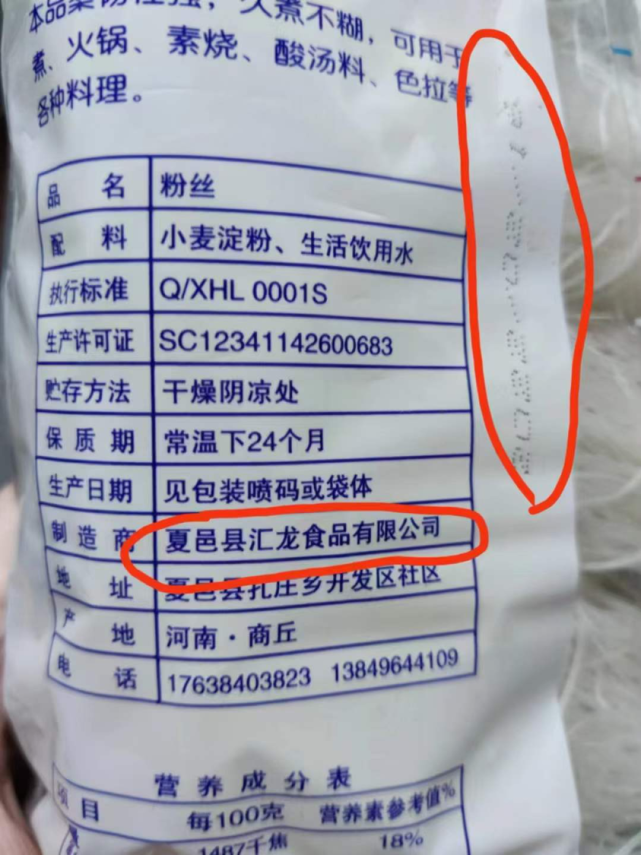 久煮不糊，可用于
煮、火锅、素烧、酸汤料、色拉等
各种料理。
品名 粉丝
配料 小麦淀粉、生活饮用水
执行标准 Q/XHL 0001S
生产许可证 SC12341142600683
贮存方法 干燥阴凉处
保质期 常温下24个月
生产日期 见包装喷码或袋体
制造商 夏邑县汇龙食品有限公司
地址 夏邑县孔庄乡开发区社区
产地 河南·商丘
电话 17638403823 13849644109
营养成分表
项目 每100克 营养素参考值%
1487千焦 18%